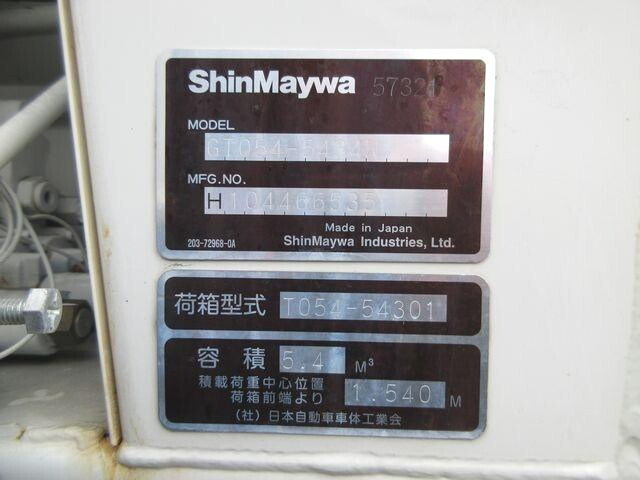 ShinMaywa 57321
MODEL
MFG.NO.
H104466535
Made in Japan
203-72968-0A ShinMaywa Industries, Ltd.
荷箱型式 T054-54301
容積 5.4 M³
積載荷重中心位置
荷箱前端より 1.540 M
(社)日本自動車車体工業会